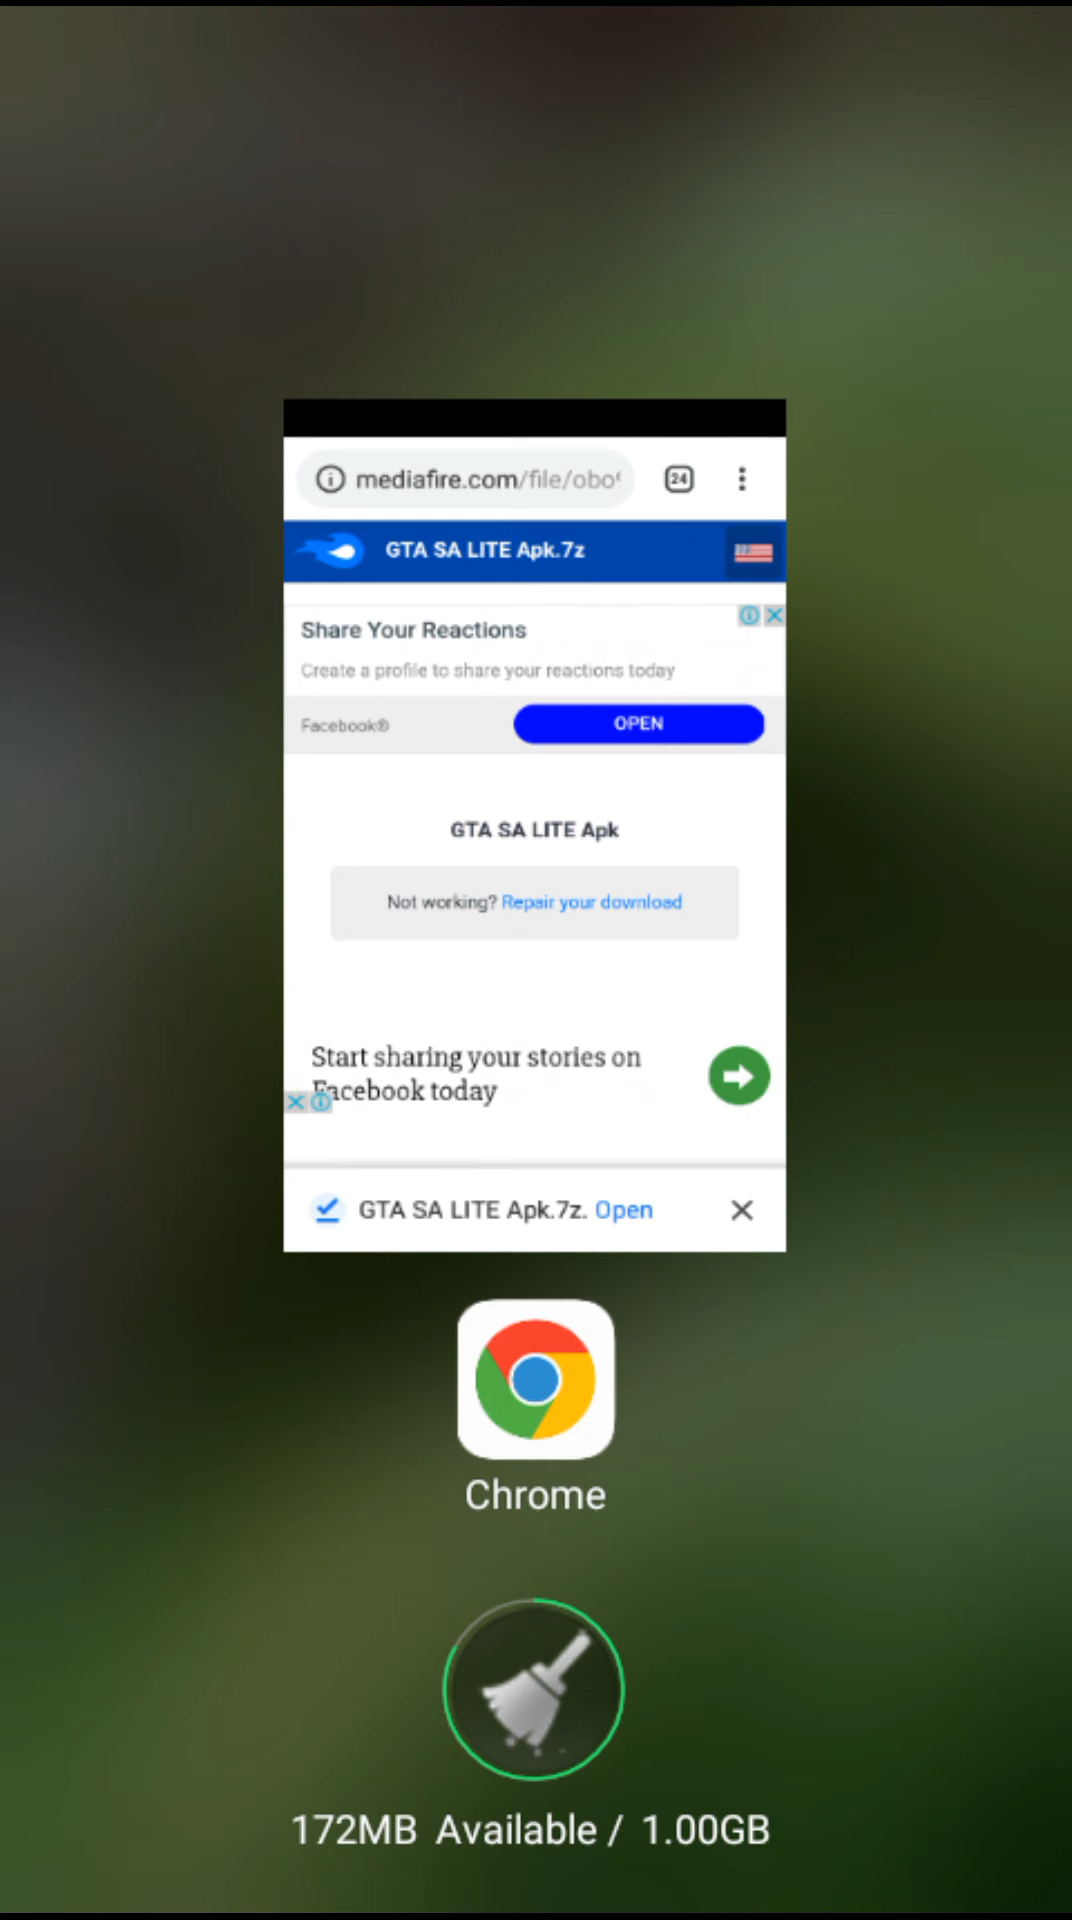 mediafire.com/file/obo
24
GTA SA LITE Apk.7z
Share Your Reactions
Create a profile to share your reactions today
Facebook®
OPEN
GTA SA LITE Apk
Not working? Repair your download
Start sharing your stories on
Facebook today
GTA SA LITE Apk.7z. Open
Chrome
172MB Available / 1.00GB